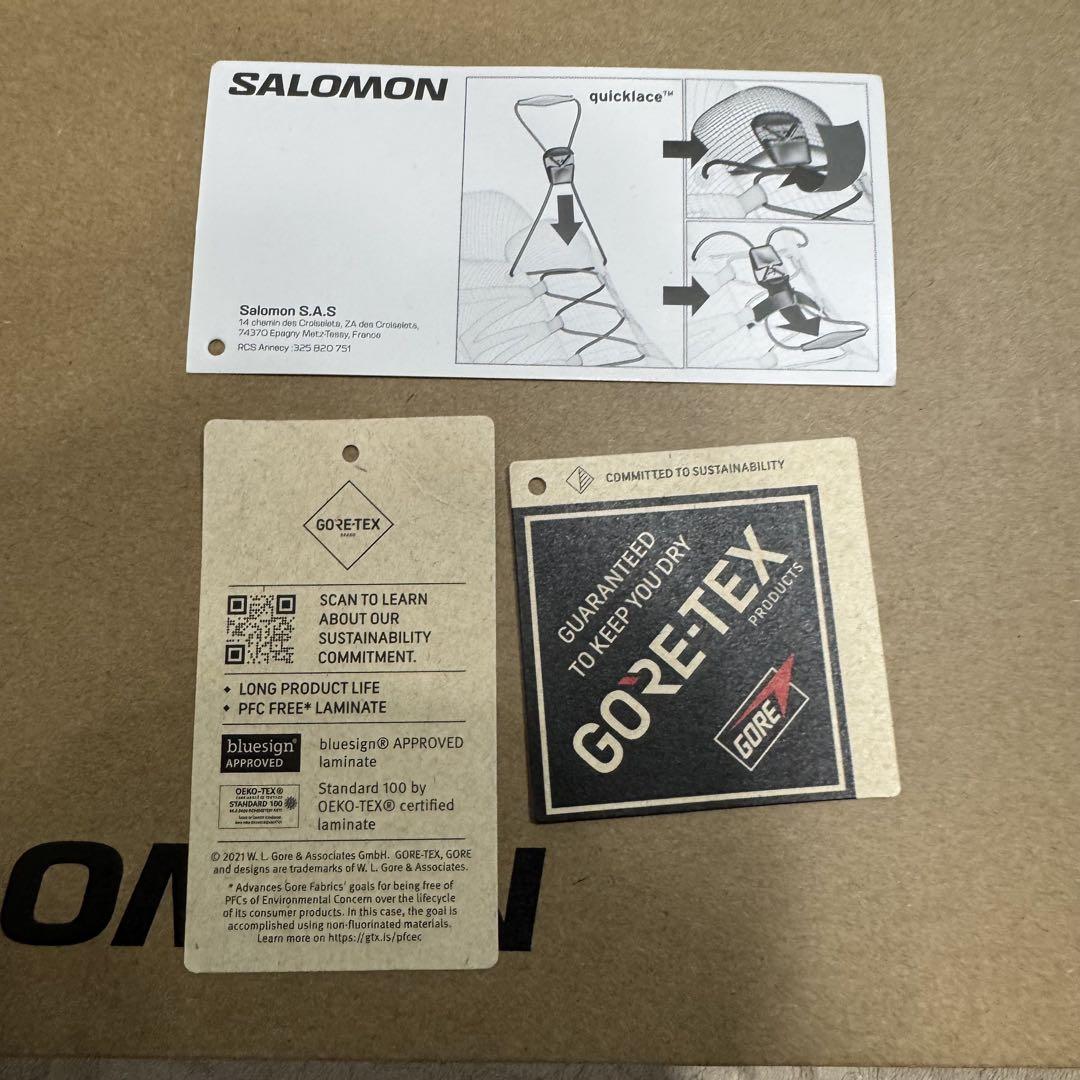 SALOMON
quicklace™
Salomon S.A.S
14 chemin des Croiselets, ZA des Croiselets,
74370 Epagny Metz-Tessy, France
RCS Annecy :325 820 751
GORE-TEX
BRAND
SCAN TO LEARN
ABOUT OUR
SUSTAINABILITY
COMMITMENT.
◆ LONG PRODUCT LIFE
◆ PFC FREE* LAMINATE
bluesign®
APPROVED
bluesign® APPROVED
laminate
OEKO-TEX®
STANDARD 100
Standard 100 by
OEKO-TEX® certified
laminate
© 2021 W. L. Gore & Associates GmbH. GORE-TEX, GORE
and designs are trademarks of W. L. Gore & Associates.
* Advances Gore Fabrics' goals for being free of
PFCs of Environmental Concern over the lifecycle
of its consumer products. In this case, the goal is
accomplished using non-fluorinated materials.
Learn more on https://gtx.is/pfcec
COMMITTED TO SUSTAINABILITY
GUARANTEED
TO KEEP YOU DRY
GORE-TEX
PRODUCTS
GORE
OM
N